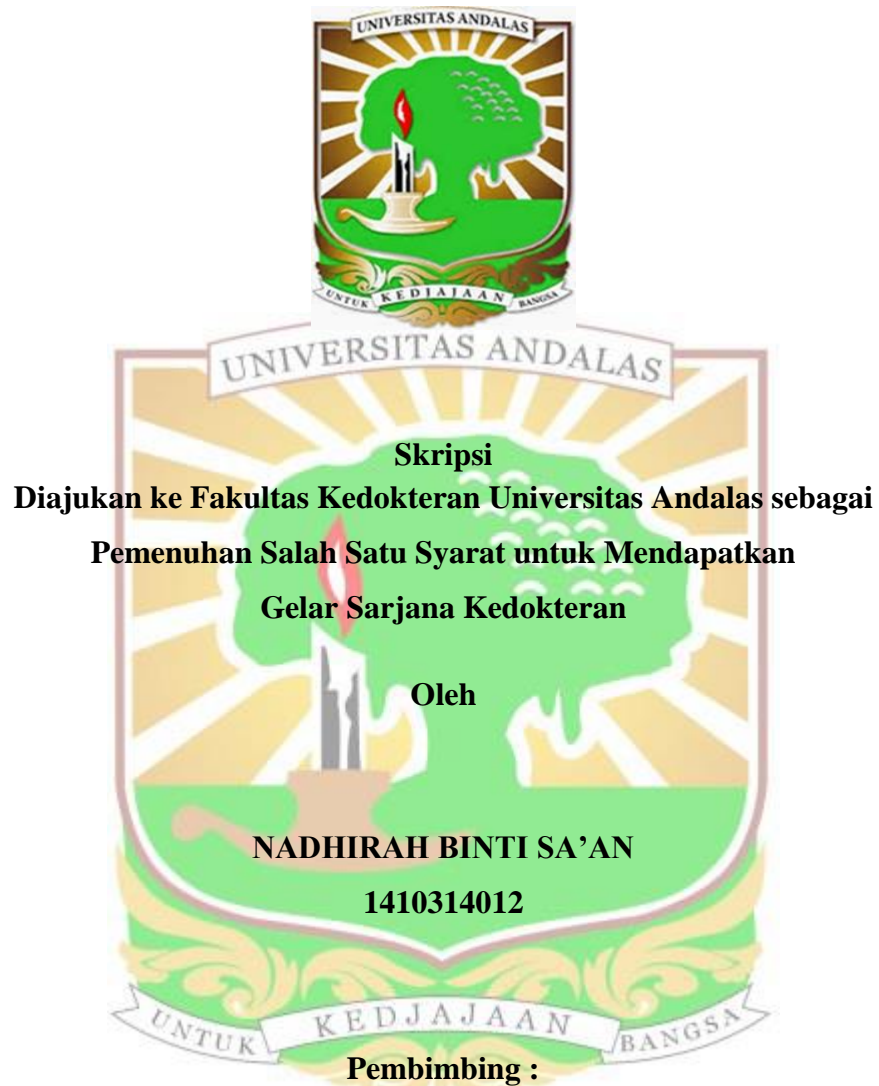 UNIVERSITAS ANDALAS
UNTUK KEDJAJAAN BANGSA
UNIVERSITAS ANDALAS
Skripsi
Diajukan ke Fakultas Kedokteran Universitas Andalas sebagai
Pemenuhan Salah Satu Syarat untuk Mendapatkan
Gelar Sarjana Kedokteran
Oleh
NADHIRAH BINTI SA’AN
1410314012
UNTUK KEDJAJAAN BANGSA
Pembimbing :